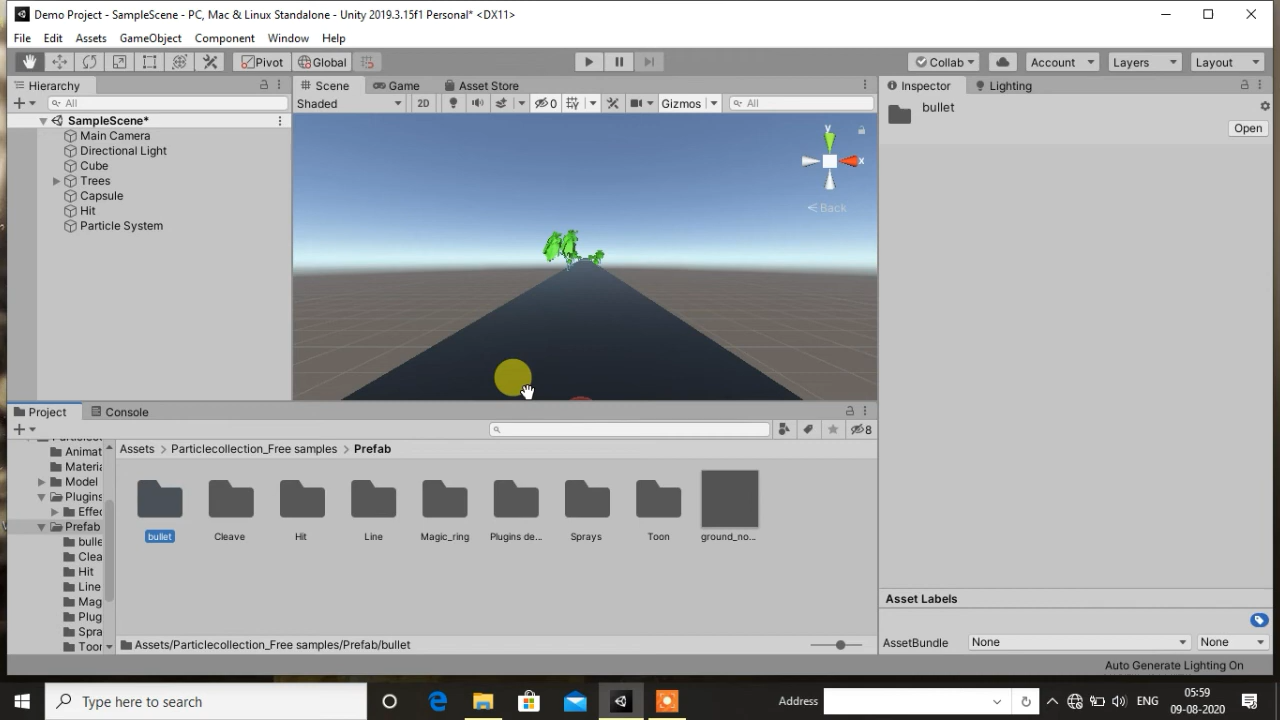 Demo Project - SampleScene - PC, Mac & Linux Standalone - Unity 2019.3.15f1 Personal* <DX11>
File Edit Assets GameObject Component Window Help
Pivot Global Collab Account Layers Layout
Hierarchy Scene Game Asset Store Inspector Lighting
All Shaded 2D 0 Gizmos All
bullet
Open
SampleScene*
Main Camera
Directional Light
Cube
Trees
Capsule
Hit
Particle System
y
x
Back
Project Console
8
Animat
Materia
Model
Plugins
Effec
Prefab
bulle
Clea
Hit
Line
Mag
Plug
Spra
Toon
Assets > Particlecollection_Free samples > Prefab
bullet Cleave Hit Line Magic_ring Plugins de... Sprays Toon ground_no...
Assets/Particlecollection_Free samples/Prefab/bullet
Asset Labels
AssetBundle None None
Auto Generate Lighting On
Type here to search
Address
ENG
05:59
09-08-2020